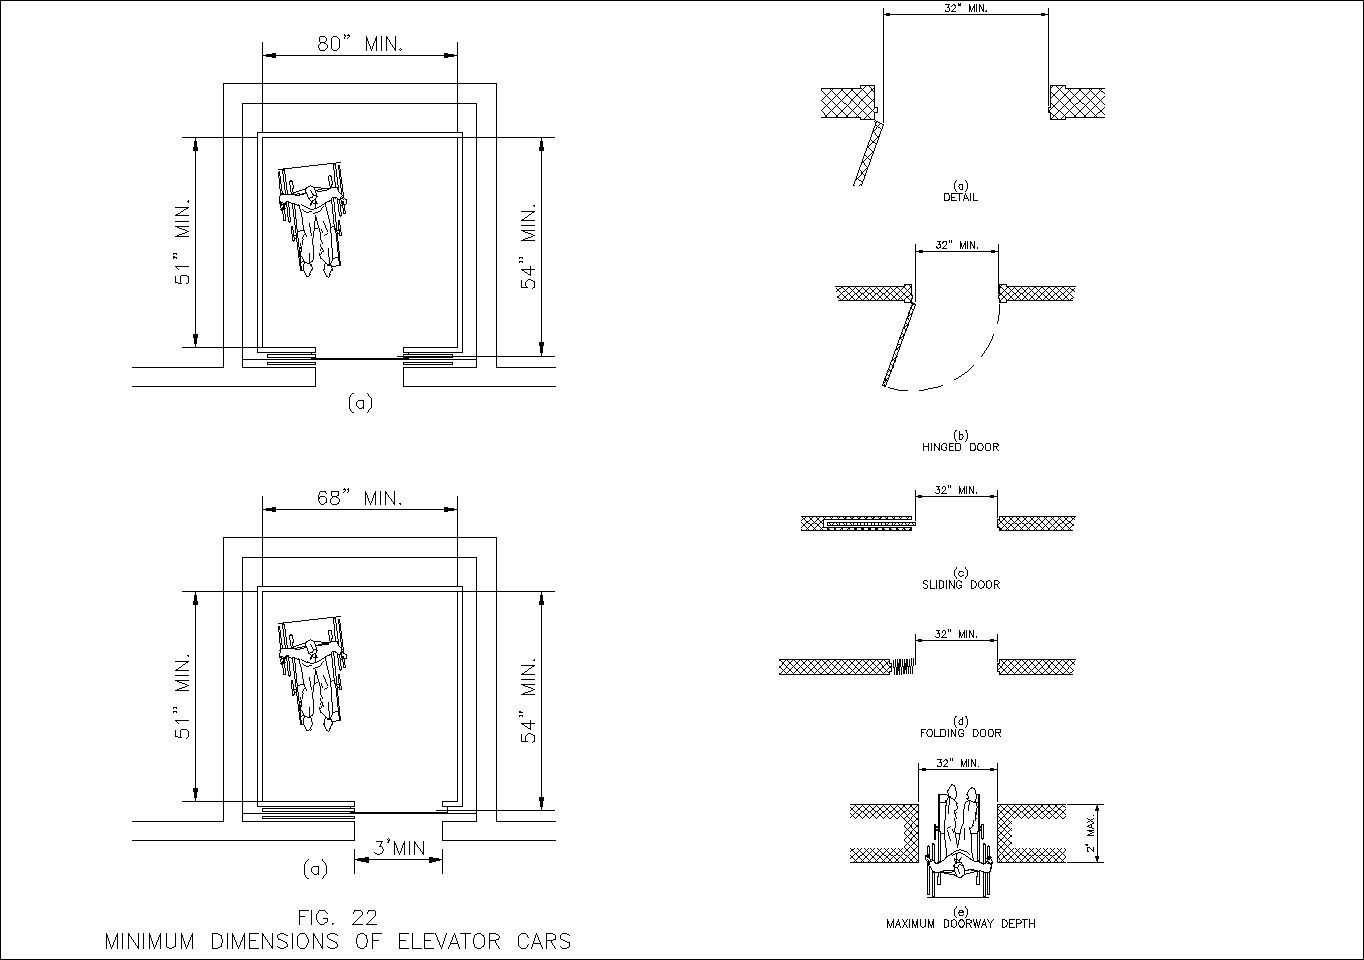 80” MIN.
51” MIN.
54” MIN.
(a)
68” MIN.
51” MIN.
54” MIN.
3'MIN
(a)
FIG. 22
MINIMUM DIMENSIONS OF ELEVATOR CARS
32" MIN.
(a)
DETAIL
32" MIN.
(b)
HINGED DOOR
32" MIN.
(c)
SLIDING DOOR
32" MIN.
(d)
FOLDING DOOR
32" MIN.
2' MAX.
(e)
MAXIMUM DOORWAY DEPTH